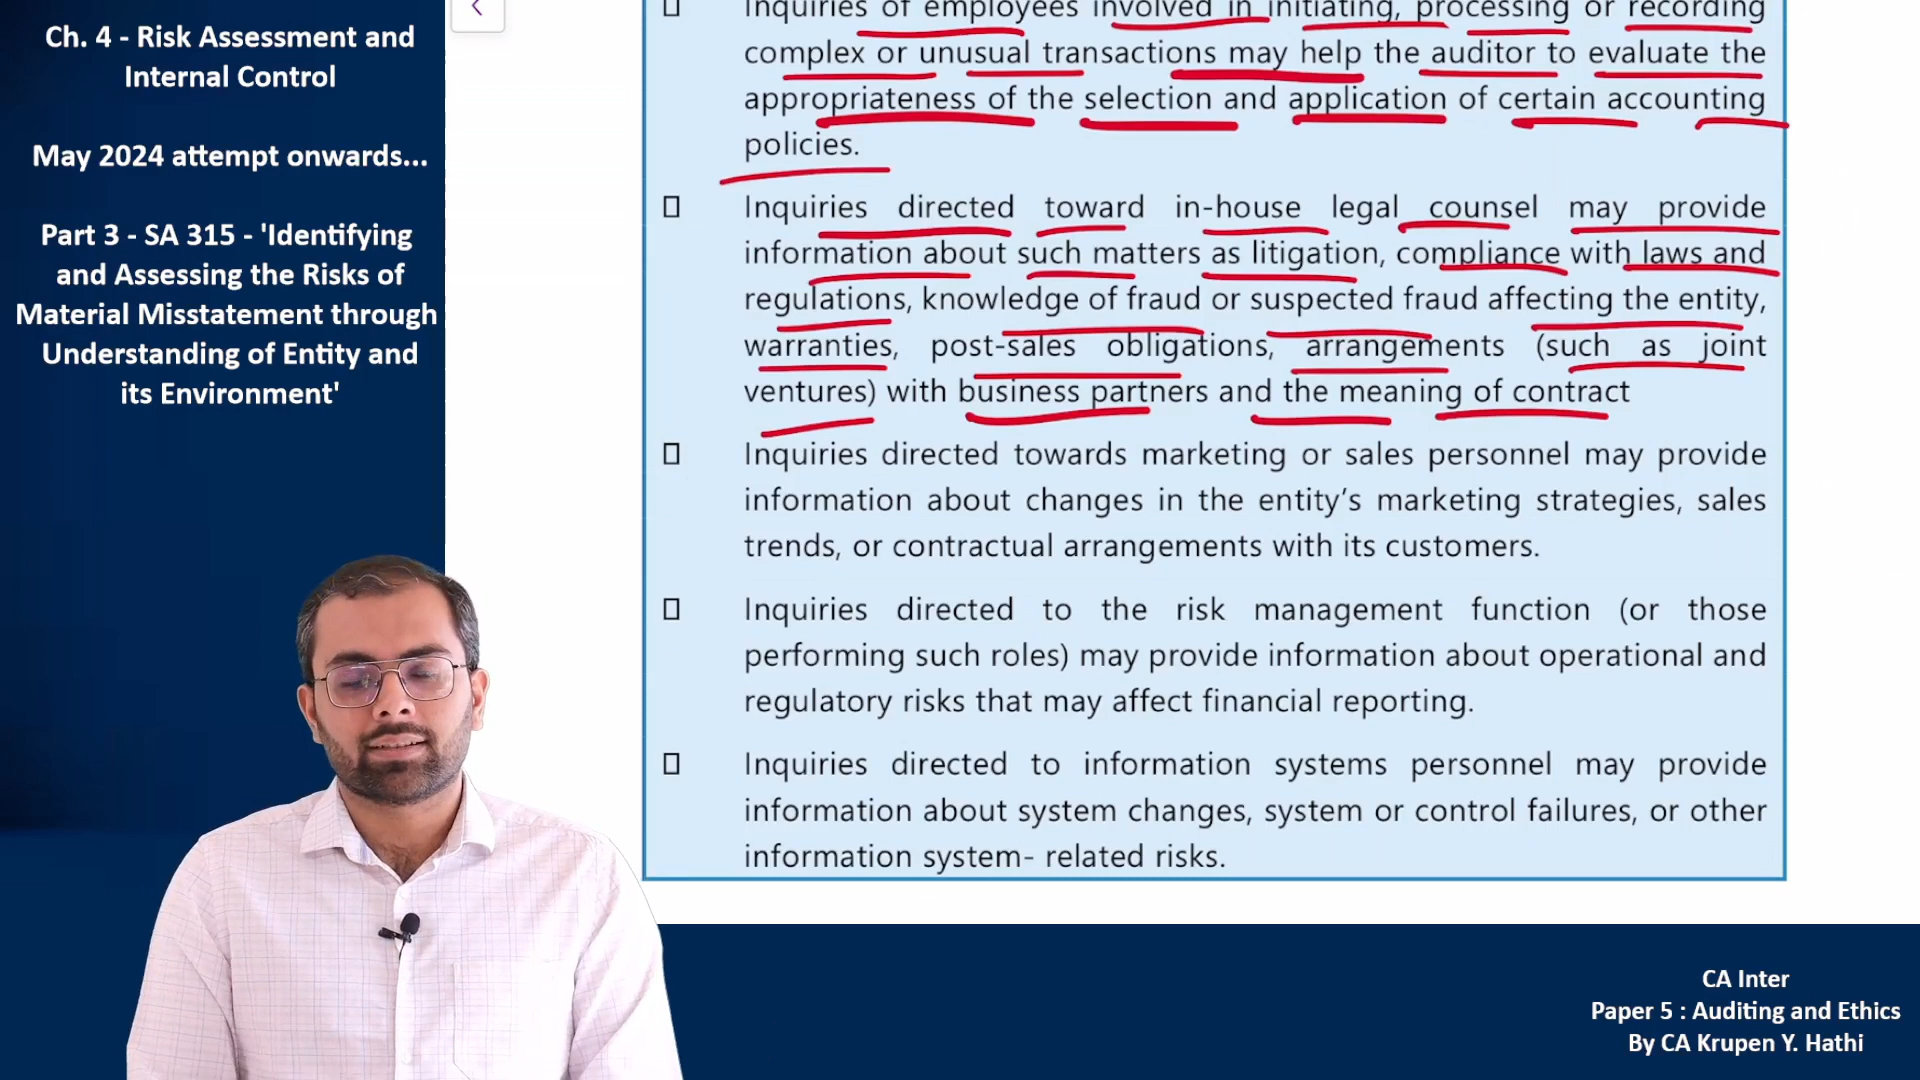 Ch. 4 - Risk Assessment and
Internal Control
May 2024 attempt onwards...
Part 3 - SA 315 - 'Identifying
and Assessing the Risks of
Material Misstatement through
Understanding of Entity and
its Environment'
Inquiries of employees involved in initiating, processing or recording
complex or unusual transactions may help the auditor to evaluate the
appropriateness of the selection and application of certain accounting
policies.
Inquiries directed toward in-house legal counsel may provide
information about such matters as litigation, compliance with laws and
regulations, knowledge of fraud or suspected fraud affecting the entity,
warranties, post-sales obligations, arrangements (such as joint
ventures) with business partners and the meaning of contract
Inquiries directed towards marketing or sales personnel may provide
information about changes in the entity’s marketing strategies, sales
trends, or contractual arrangements with its customers.
Inquiries directed to the risk management function (or those
performing such roles) may provide information about operational and
regulatory risks that may affect financial reporting.
Inquiries directed to information systems personnel may provide
information about system changes, system or control failures, or other
information system- related risks.
CA Inter
Paper 5 : Auditing and Ethics
By CA Krupen Y. Hathi